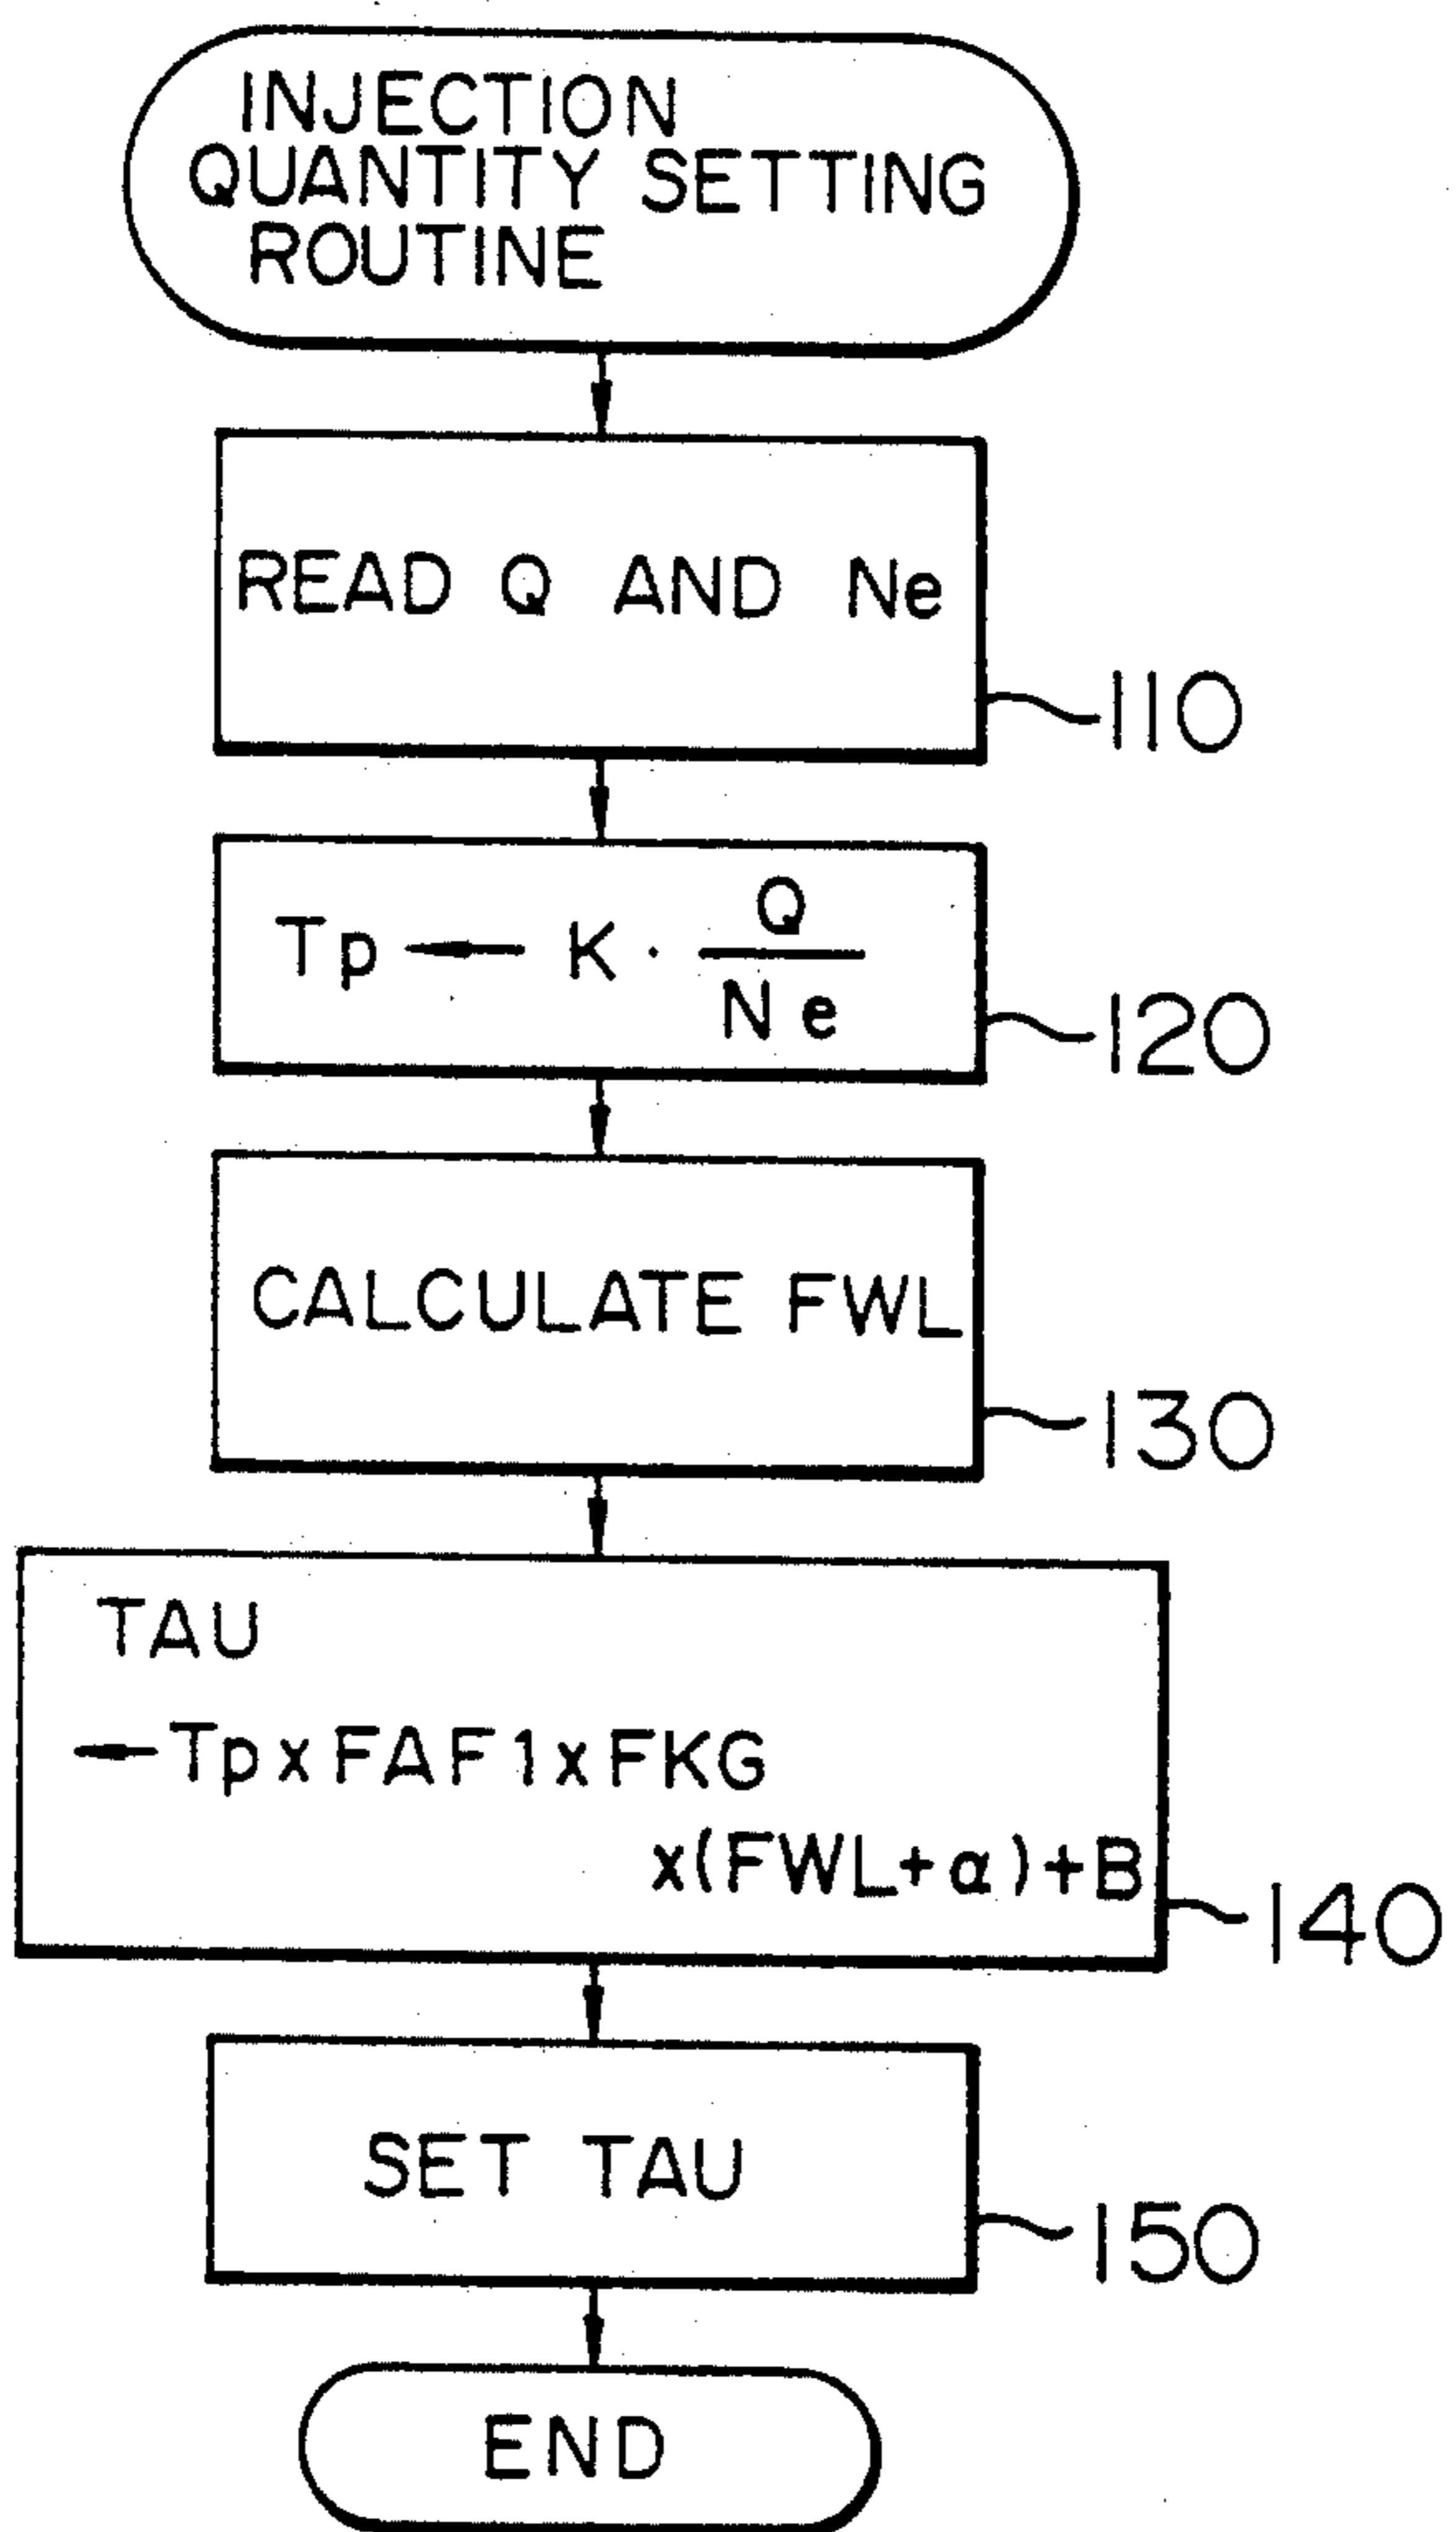 INJECTION
QUANTITY SETTING
ROUTINE
READ Q AND Ne
110
Tp ← K · Q/Ne
120
CALCULATE FWL
130
TAU
← Tp x FAF1 x FKG
x(FWL+α)+B
140
SET TAU
150
END